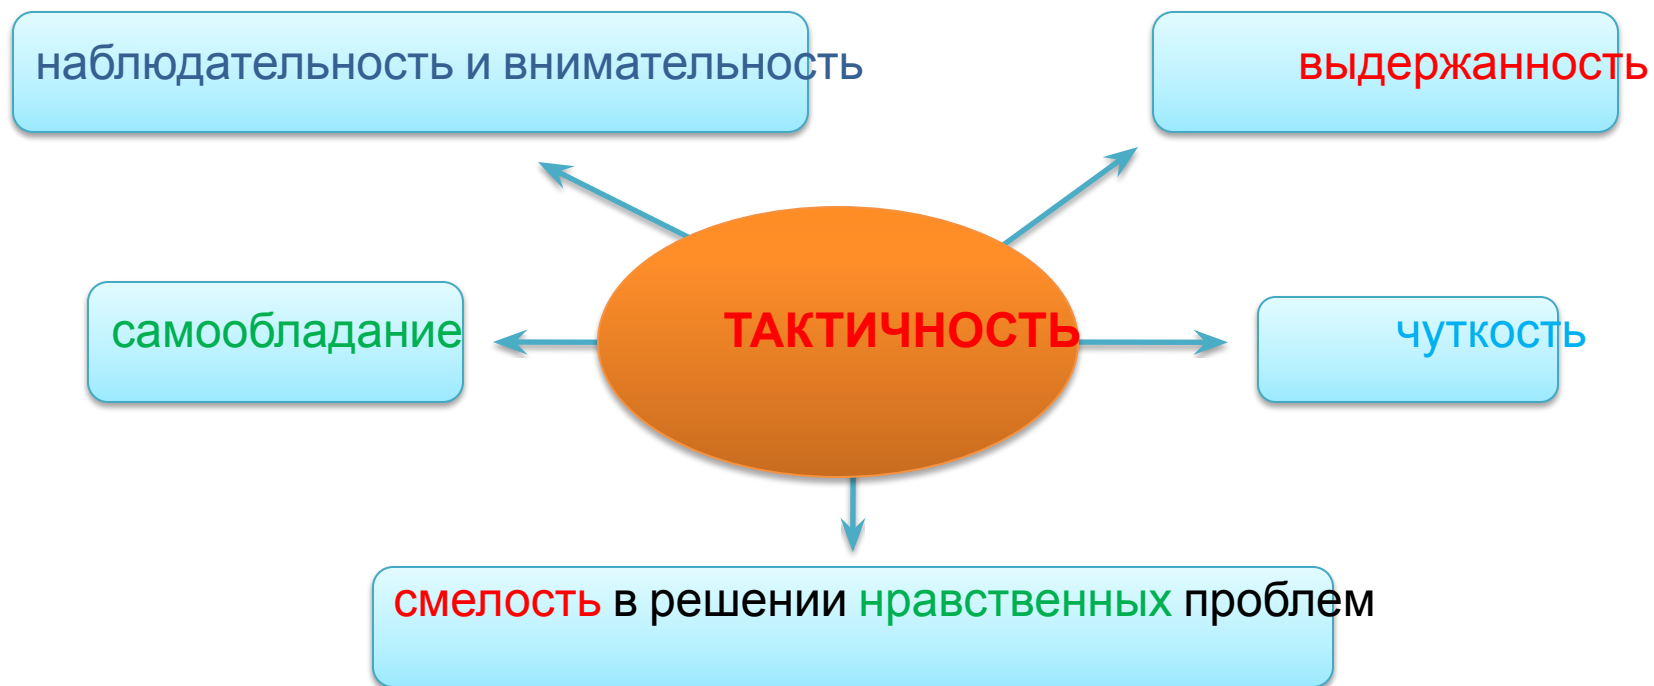 наблюдательность и внимательность
выдержанность
самообладание
ТАКТИЧНОСТЬ
чуткость
смелость в решении нравственных проблем